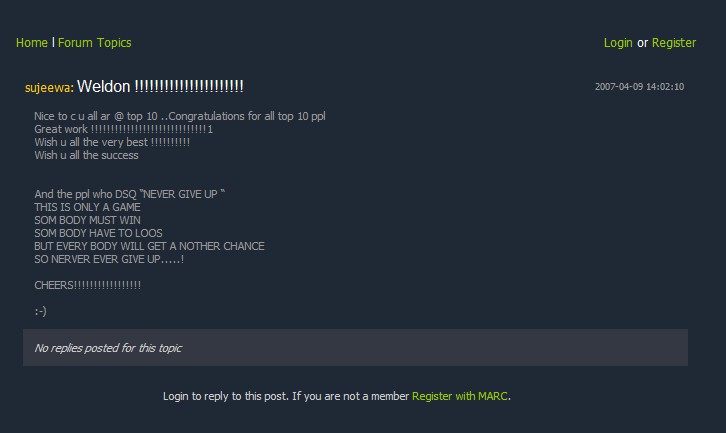 Home | Forum Topics
Login or Register
sujeewa: Weldon !!!!!!!!!!!!!!!!!!!!!!
2007-04-09 14:02:10
Nice to c u all ar @ top 10 ..Congratulations for all top 10 ppl
Great work !!!!!!!!!!!!!!!!!!!!!!!!!!!!!1
Wish u all the very best !!!!!!!!!!
Wish u all the success
And the ppl who DSQ "NEVER GIVE UP "
THIS IS ONLY A GAME
SOM BODY MUST WIN
SOM BODY HAVE TO LOOS
BUT EVERY BODY WILL GET A NOTHER CHANCE
SO NERVER EVER GIVE UP.....!
CHEERS!!!!!!!!!!!!!!!!!
:-)
No replies posted for this topic
Login to reply to this post. If you are not a member Register with MARC.